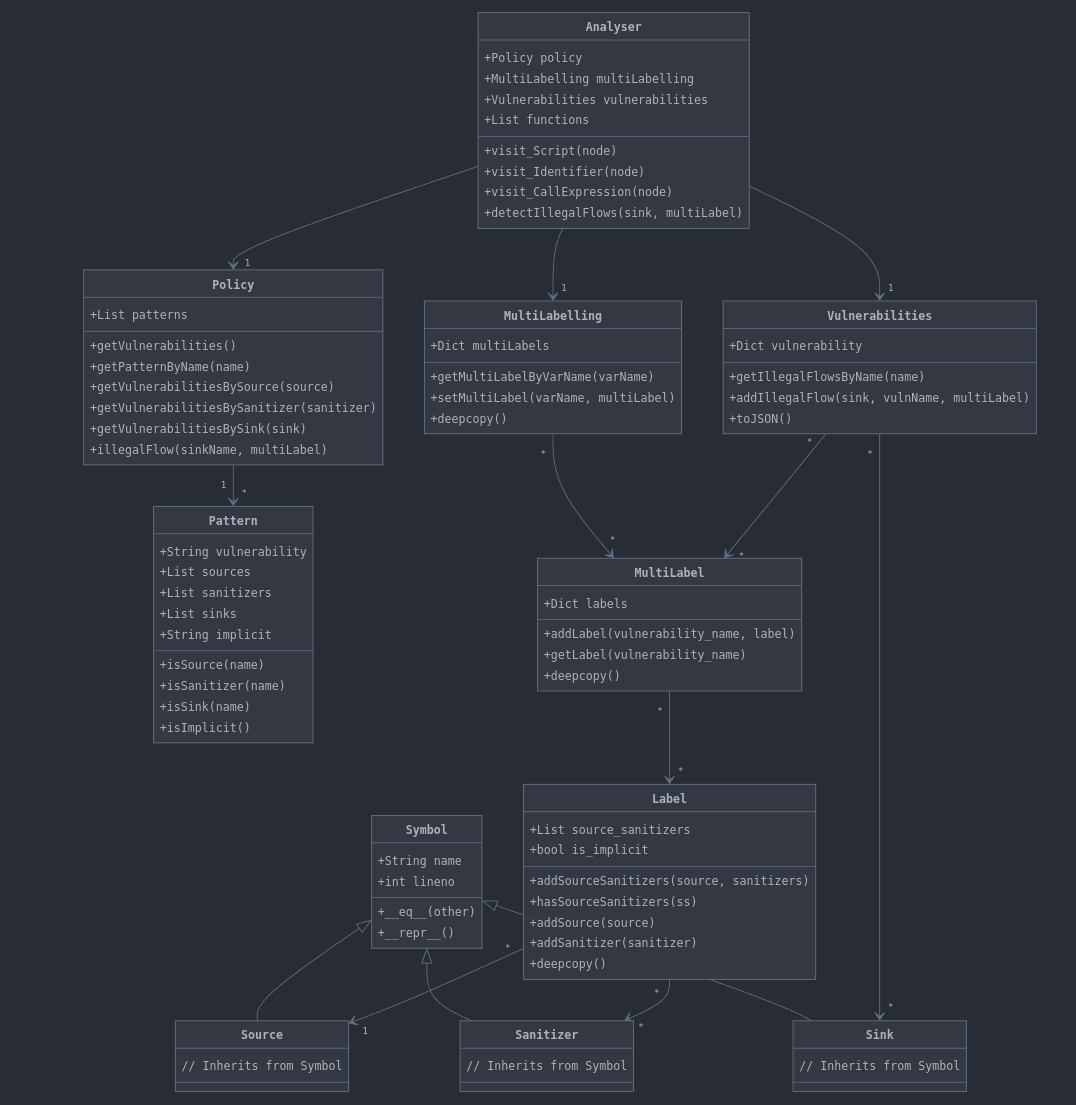 Analyser
+Policy policy
+MultiLabelling multiLabelling
+Vulnerabilities vulnerabilities
+List functions
+visit_Script(node)
+visit_Identifier(node)
+visit_CallExpression(node)
+detectIllegalFlows(sink, multiLabel)
1
1
1
Policy
+List patterns
+getVulnerabilities()
+getPatternByName(name)
+getVulnerabilitiesBySource(source)
+getVulnerabilitiesBySanitizer(sanitizer)
+getVulnerabilitiesBySink(sink)
+illegalFlow(sinkName, multiLabel)
MultiLabelling
+Dict multiLabels
+getMultiLabelByVarName(varName)
+setMultiLabel(varName, multiLabel)
+deepcopy()
Vulnerabilities
+Dict vulnerability
+getIllegalFlowsByName(name)
+addIllegalFlow(sink, vulnName, multiLabel)
+toJSON()
1
*
*
*
*
*
*
Pattern
+String vulnerability
+List sources
+List sanitizers
+List sinks
+String implicit
+isSource(name)
+isSanitizer(name)
+isSink(name)
+isImplicit()
MultiLabel
+Dict labels
+addLabel(vulnerability_name, label)
+getLabel(vulnerability_name)
+deepcopy()
*
*
Symbol
+String name
+int lineno
+__eq__(other)
+__repr__()
Label
+List source_sanitizers
+bool is_implicit
+addSourceSanitizers(source, sanitizers)
+hasSourceSanitizers(ss)
+addSource(source)
+addSanitizer(sanitizer)
+deepcopy()
*
1
*
*
*
Source
// Inherits from Symbol
Sanitizer
// Inherits from Symbol
Sink
// Inherits from Symbol